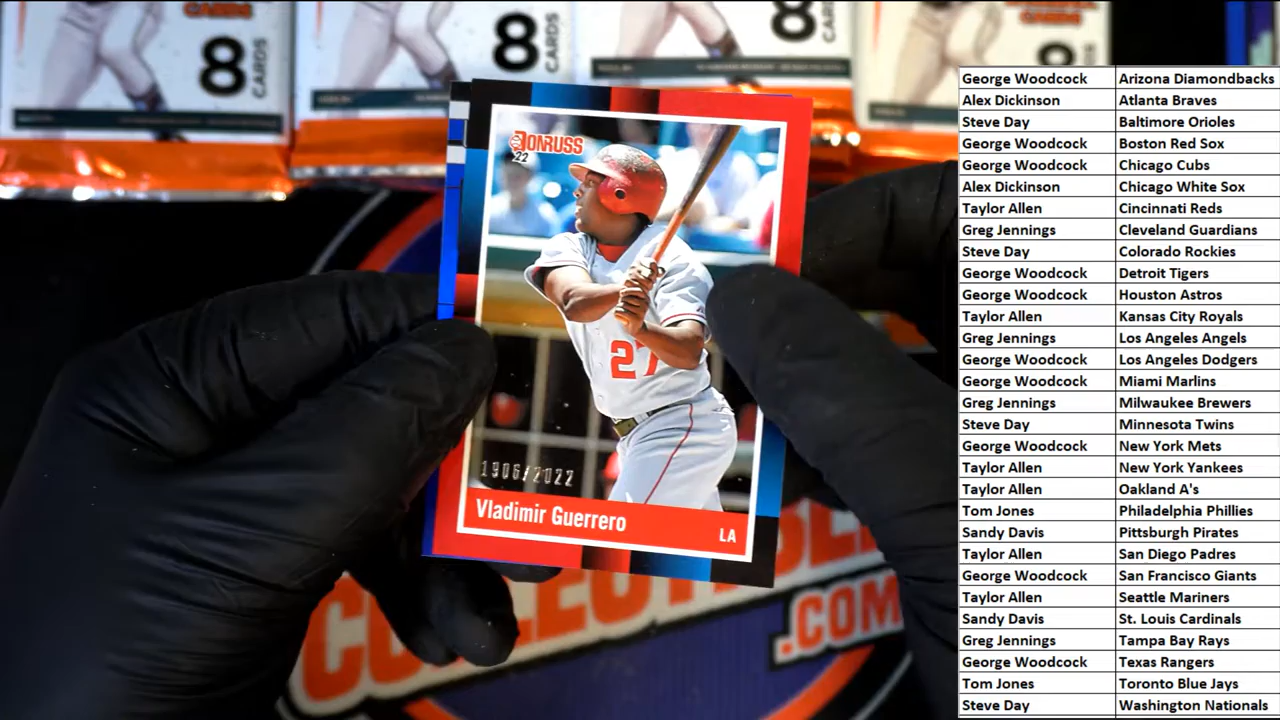 CARDS
8
CARDS
8
CARDS
8
CARDS
DONRUSS
22
27
1906/2022
Vladimir Guerrero
LA
COLLECTIBLE
.COM
George Woodcock Arizona Diamondbacks
Alex Dickinson Atlanta Braves
Steve Day Baltimore Orioles
George Woodcock Boston Red Sox
George Woodcock Chicago Cubs
Alex Dickinson Chicago White Sox
Taylor Allen Cincinnati Reds
Greg Jennings Cleveland Guardians
Steve Day Colorado Rockies
George Woodcock Detroit Tigers
George Woodcock Houston Astros
Taylor Allen Kansas City Royals
Greg Jennings Los Angeles Angels
George Woodcock Los Angeles Dodgers
George Woodcock Miami Marlins
Greg Jennings Milwaukee Brewers
Steve Day Minnesota Twins
George Woodcock New York Mets
Taylor Allen New York Yankees
Taylor Allen Oakland A's
Tom Jones Philadelphia Phillies
Sandy Davis Pittsburgh Pirates
Taylor Allen San Diego Padres
George Woodcock San Francisco Giants
Taylor Allen Seattle Mariners
Sandy Davis St. Louis Cardinals
Greg Jennings Tampa Bay Rays
George Woodcock Texas Rangers
Tom Jones Toronto Blue Jays
Steve Day Washington Nationals